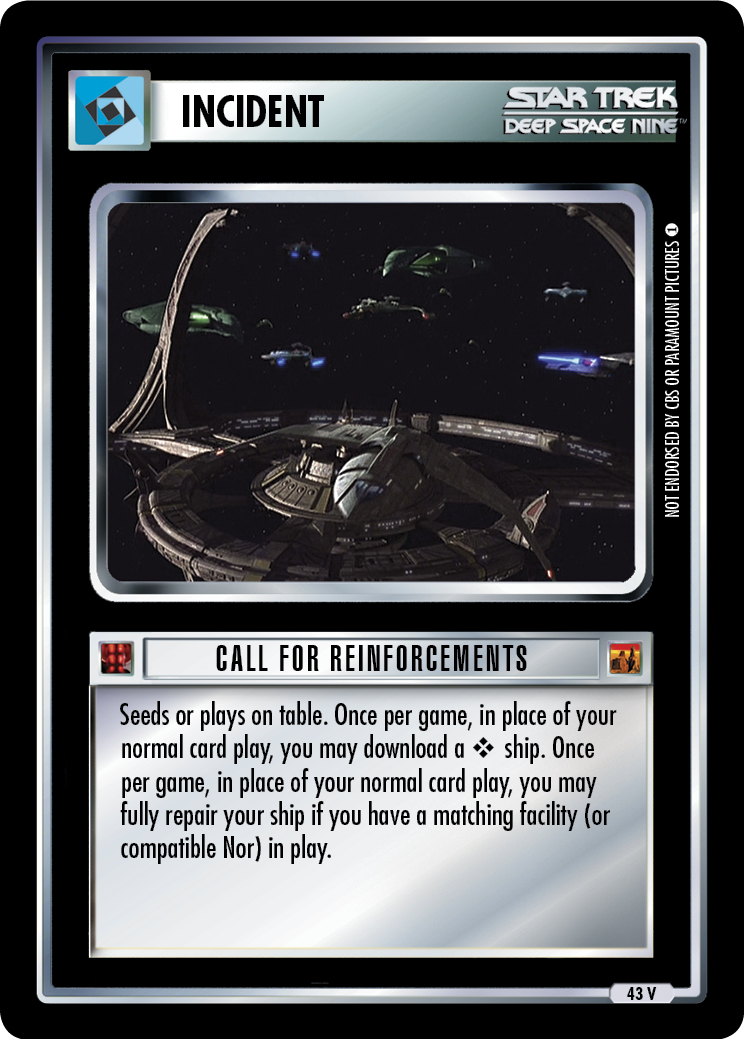 INCIDENT
STAR TREK
DEEP SPACE NINE™
NOT ENDORSED BY CBS OR PARAMOUNT PICTURES 1
CALL FOR REINFORCEMENTS
Seeds or plays on table. Once per game, in place of your
normal card play, you may download a ❖ ship. Once
per game, in place of your normal card play, you may
fully repair your ship if you have a matching facility (or
compatible Nor) in play.
43 V